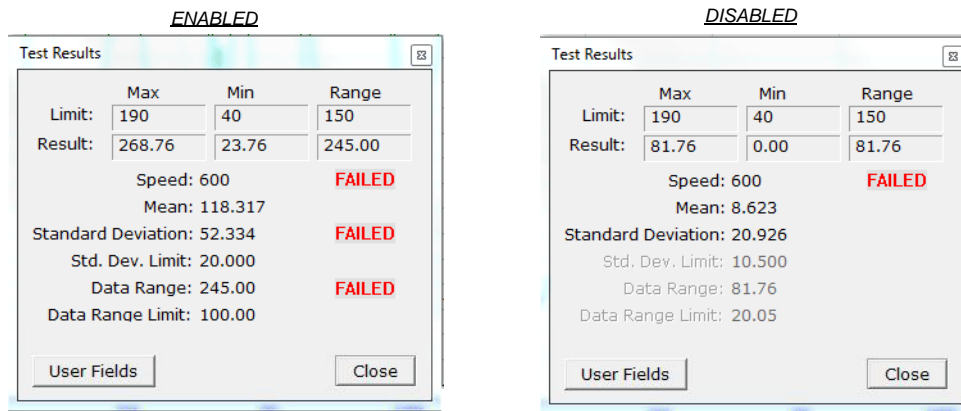 ENABLED
Test Results
Max Min Range
Limit: 190 40 150
Result: 268.76 23.76 245.00
Speed: 600 FAILED
Mean: 118.317
Standard Deviation: 52.334 FAILED
Std. Dev. Limit: 20.000
Data Range: 245.00 FAILED
Data Range Limit: 100.00
User Fields Close
DISABLED
Test Results
Max Min Range
Limit: 190 40 150
Result: 81.76 0.00 81.76
Speed: 600 FAILED
Mean: 8.623
Standard Deviation: 20.926
Std. Dev. Limit: 10.500
Data Range: 81.76
Data Range Limit: 20.05
User Fields Close